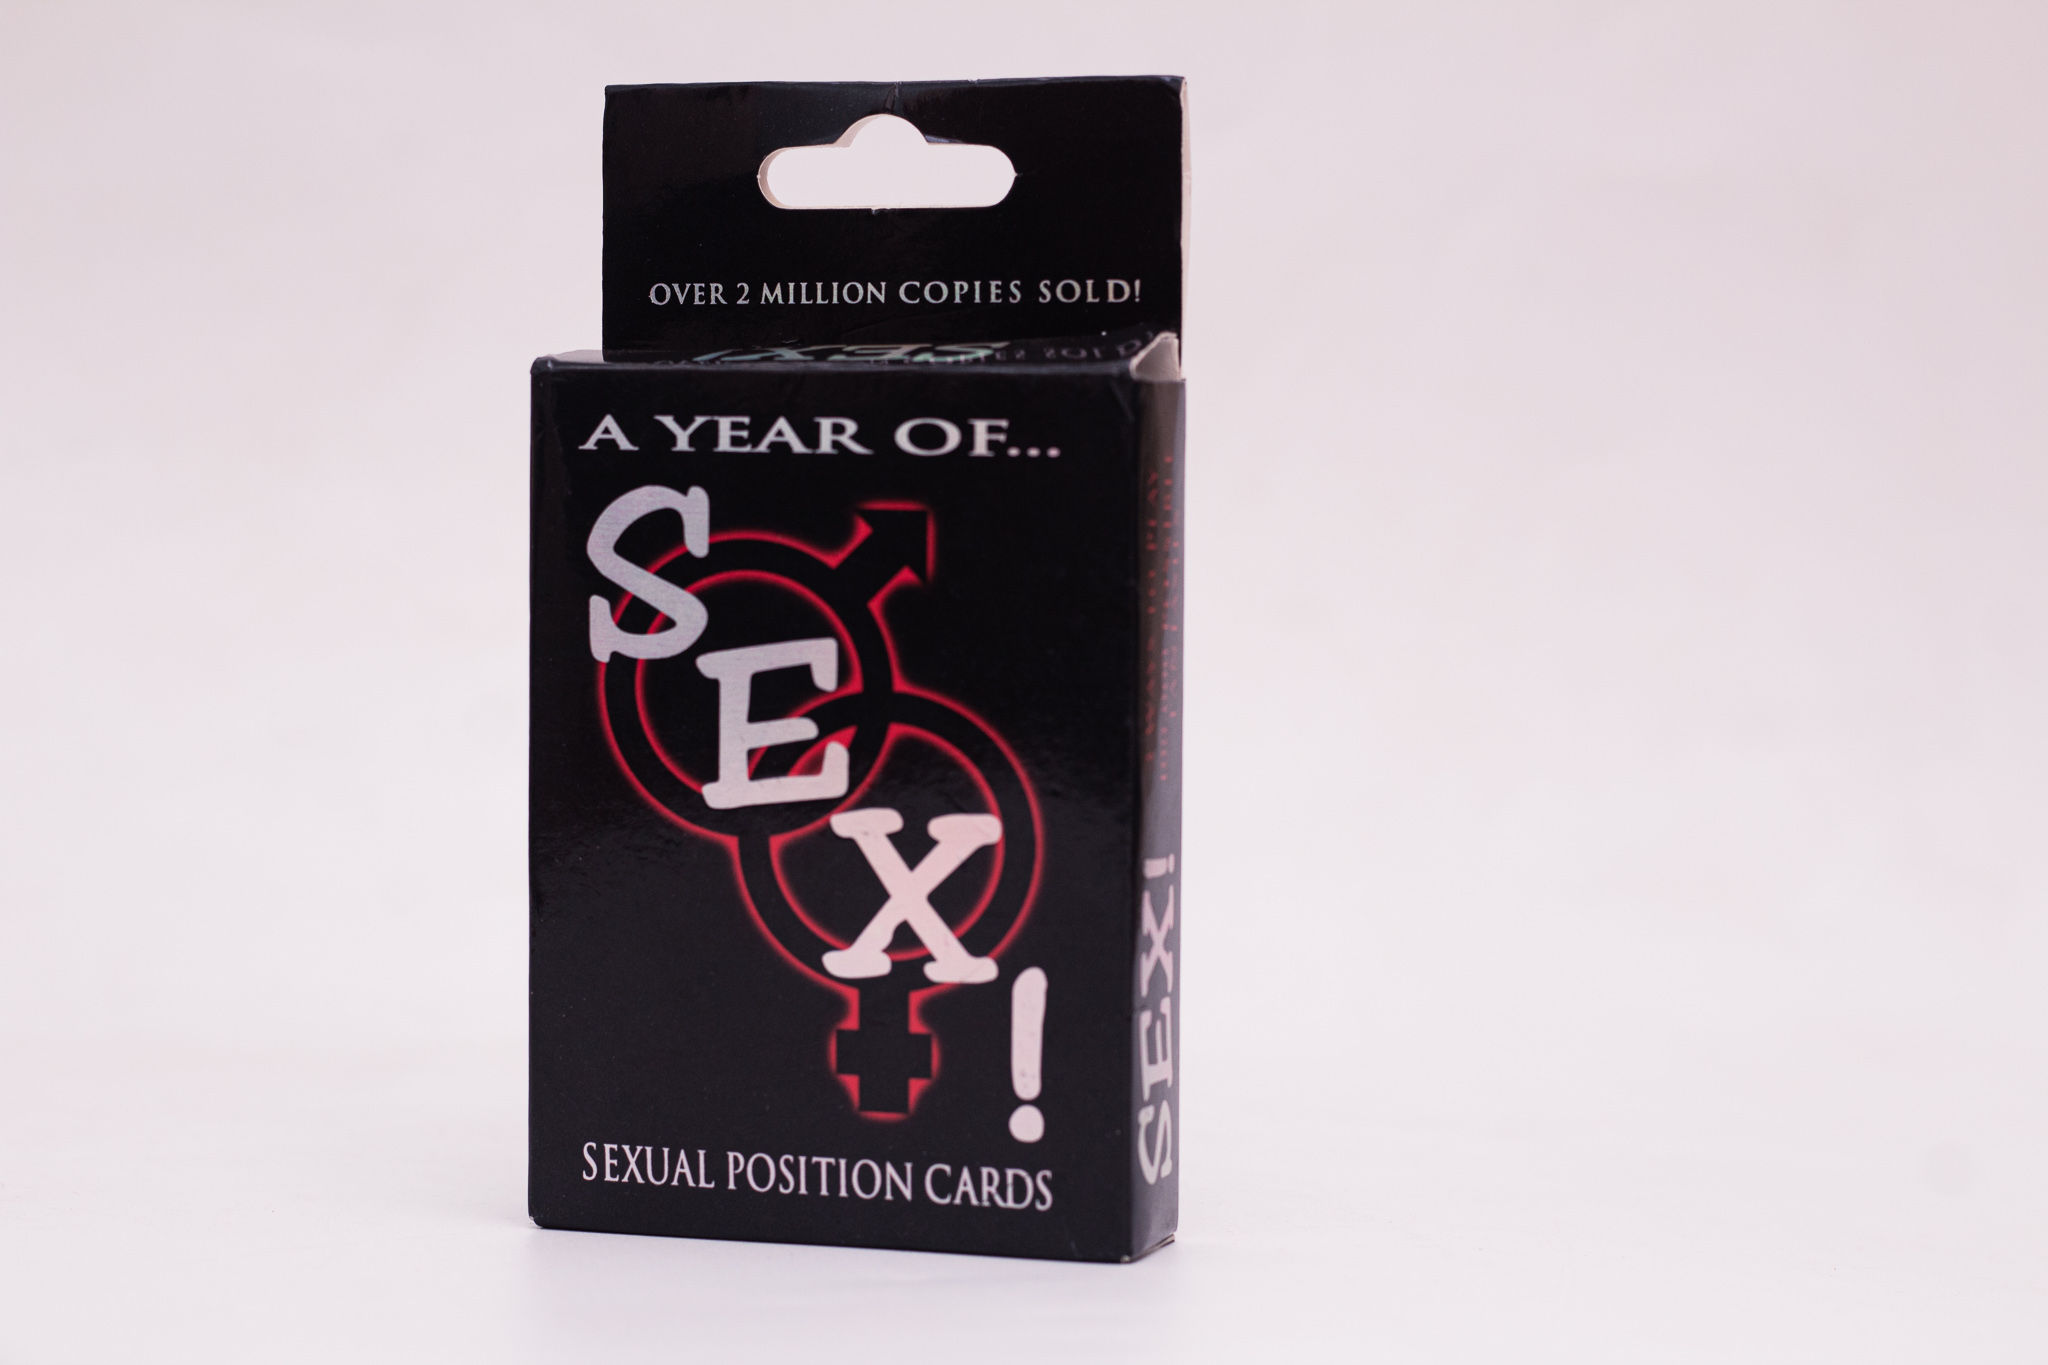 OVER 2 MILLION COPIES SOLD!
A YEAR OF...
SEX!
SEXUAL POSITION CARDS
SEX!